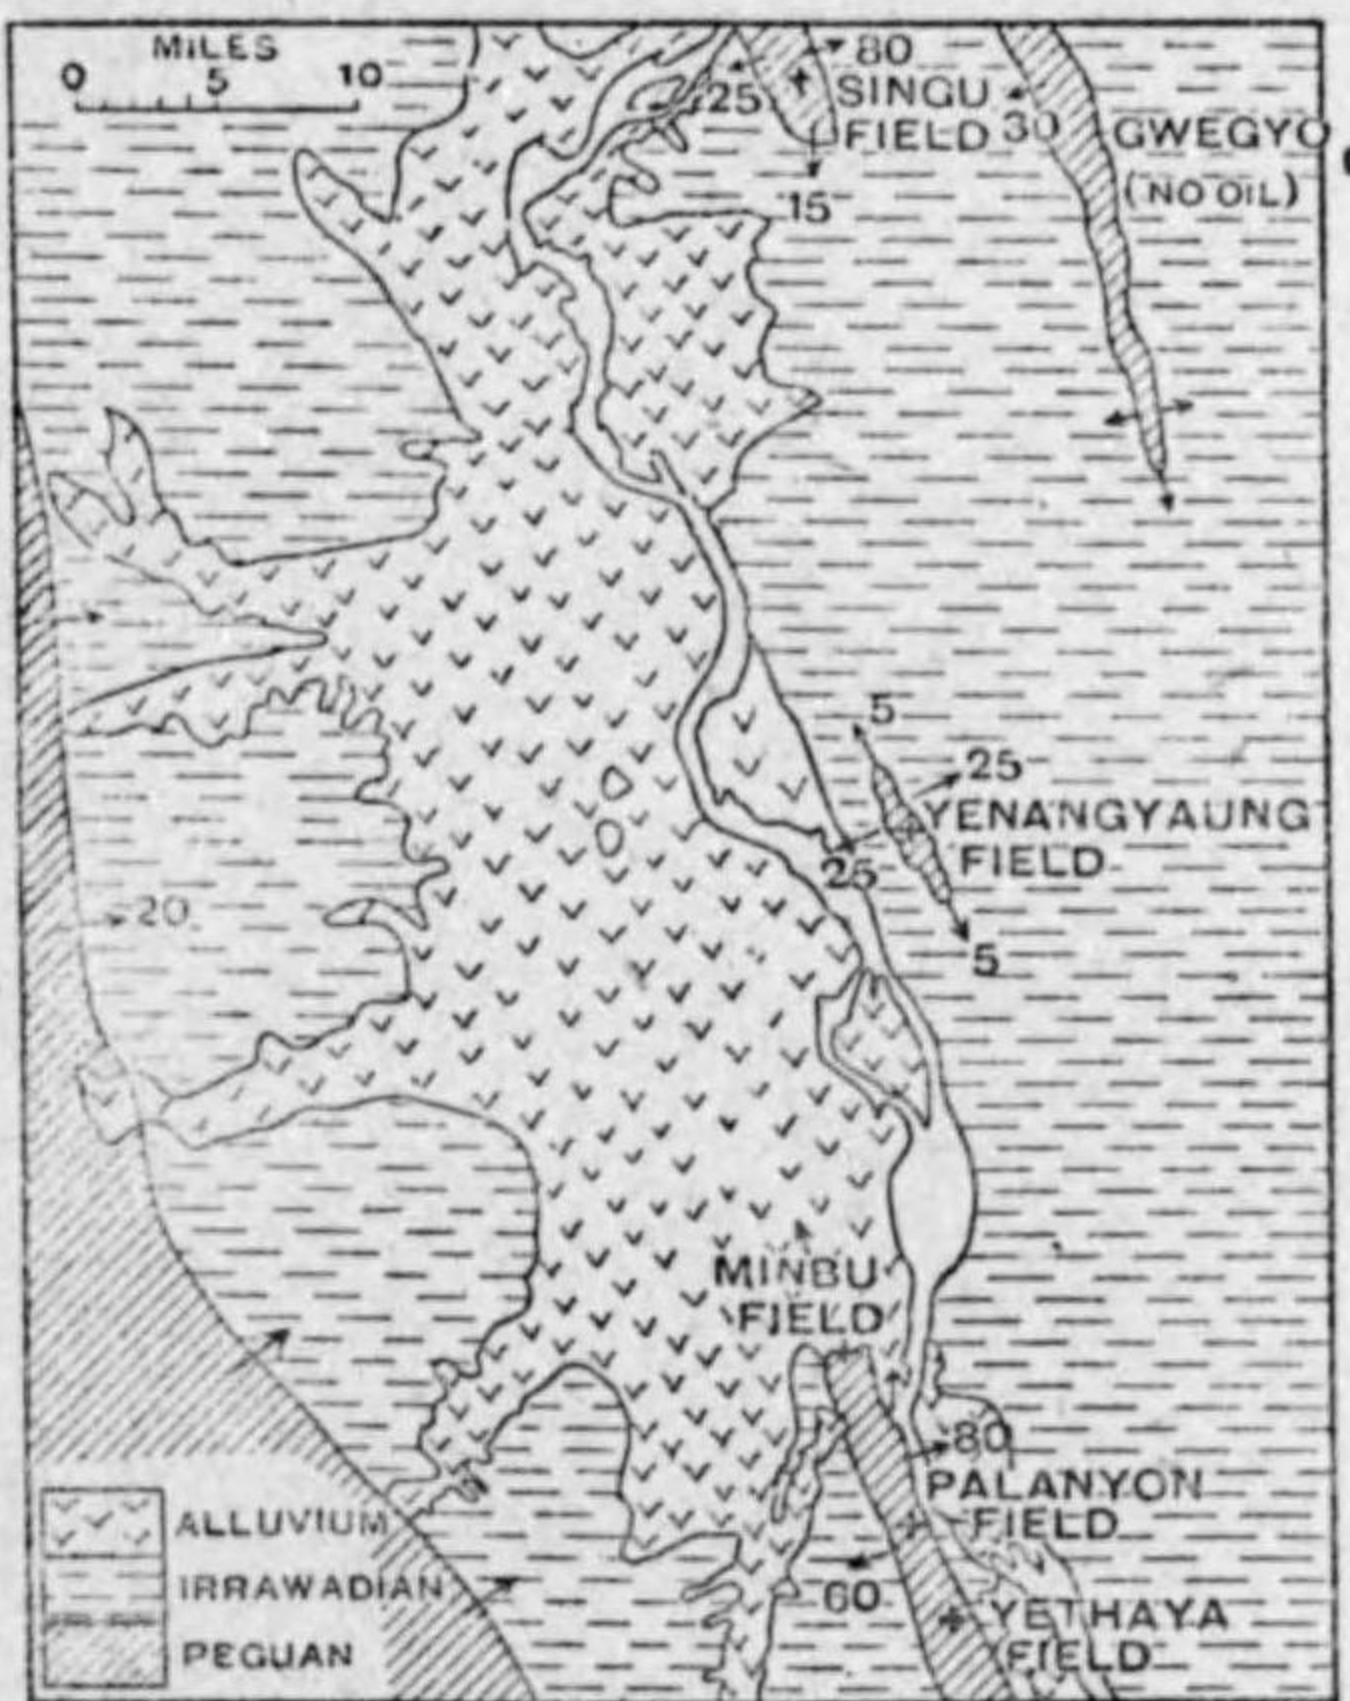 MILES
0 5 10
80
25
SINGU
FIELD
30
GWEGYO
(NO OIL)
15
5
25
YENANGYAUNG
FIELD
25
5
20
MINBU
FIELD
80
PALANYON
FIELD
60
YETHAYA
FIELD
ALLUVIUM
IRRAWADIAN
PEGUAN